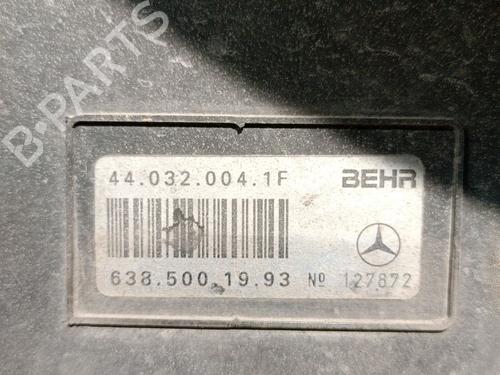 B-PARTS
44.032.004.1F BEHR
638.500.19.93 Nº 127872